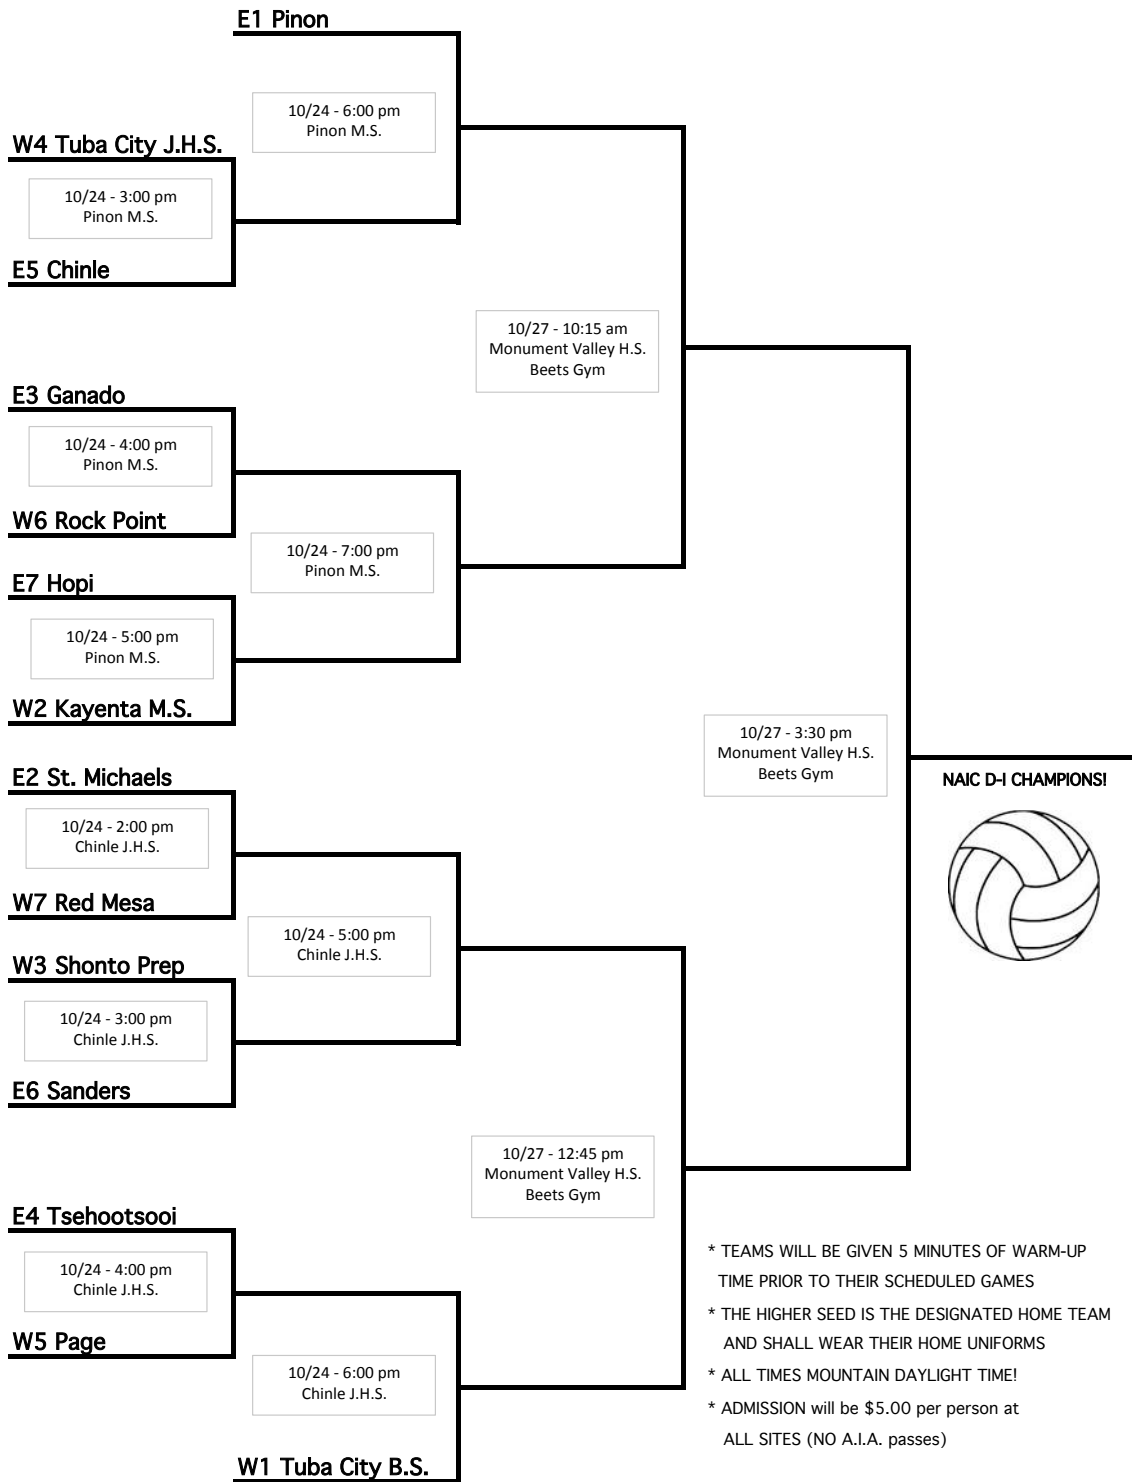 E1 Pinon
10/24 - 6:00 pm
Pinon M.S.
W4 Tuba City J.H.S.
10/24 - 3:00 pm
Pinon M.S.
E5 Chinle
10/27 - 10:15 am
Monument Valley H.S.
Beets Gym
E3 Ganado
10/24 - 4:00 pm
Pinon M.S.
W6 Rock Point
10/24 - 7:00 pm
Pinon M.S.
E7 Hopi
10/24 - 5:00 pm
Pinon M.S.
W2 Kayenta M.S.
10/27 - 3:30 pm
Monument Valley H.S.
Beets Gym
NAIC D-I CHAMPIONS!
E2 St. Michaels
10/24 - 2:00 pm
Chinle J.H.S.
W7 Red Mesa
10/24 - 5:00 pm
Chinle J.H.S.
W3 Shonto Prep
10/24 - 3:00 pm
Chinle J.H.S.
E6 Sanders
10/27 - 12:45 pm
Monument Valley H.S.
Beets Gym
E4 Tsehootsooi
10/24 - 4:00 pm
Chinle J.H.S.
W5 Page
10/24 - 6:00 pm
Chinle J.H.S.
W1 Tuba City B.S.
* TEAMS WILL BE GIVEN 5 MINUTES OF WARM-UP
TIME PRIOR TO THEIR SCHEDULED GAMES
* THE HIGHER SEED IS THE DESIGNATED HOME TEAM
AND SHALL WEAR THEIR HOME UNIFORMS
* ALL TIMES MOUNTAIN DAYLIGHT TIME!
* ADMISSION will be $5.00 per person at
ALL SITES (NO A.I.A. passes)